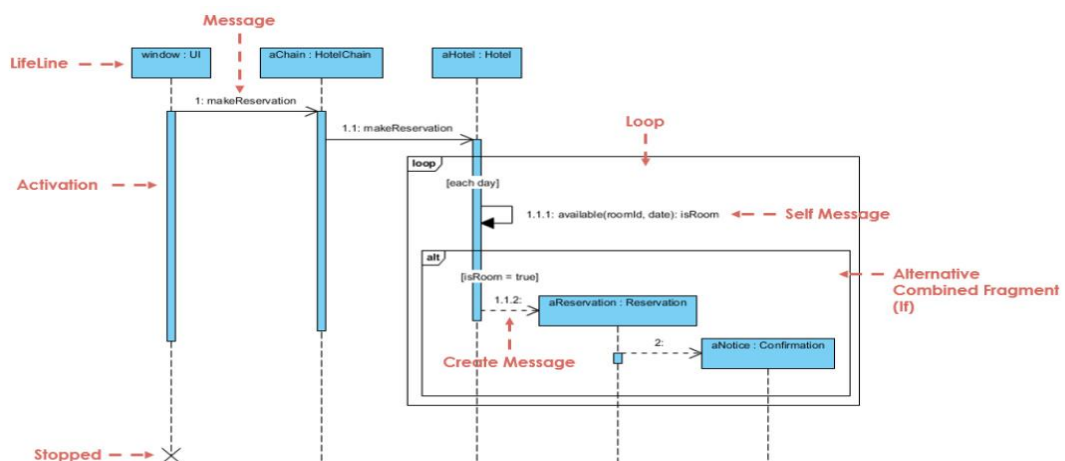 Message
LifeLine
window : UI
aChain : HotelChain
aHotel : Hotel
1: makeReservation
1.1: makeReservation
Loop
loop
[each day]
Activation
1.1.1: available(roomId, date): isRoom
Self Message
alt
[isRoom = true]
Alternative
Combined Fragment
(If)
1.1.2:
aReservation : Reservation
2:
aNotice : Confirmation
Create Message
Stopped